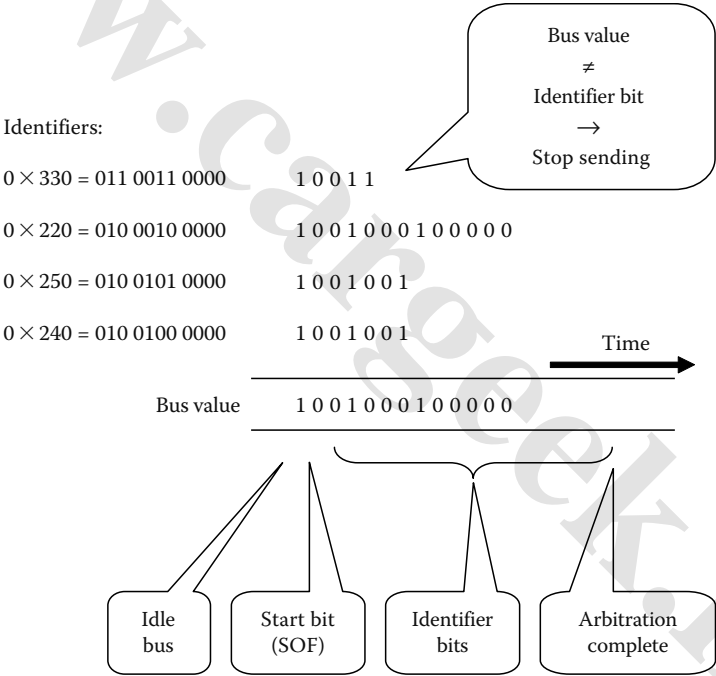 Bus value
≠
Identifier bit
→
Stop sending
Identifiers:
0 × 330 = 011 0011 0000 1 0 0 1 1
0 × 220 = 010 0010 0000 1 0 0 1 0 0 0 1 0 0 0 0 0
0 × 250 = 010 0101 0000 1 0 0 1 0 0 1
0 × 240 = 010 0100 0000 1 0 0 1 0 0 1
Time
Bus value 1 0 0 1 0 0 0 1 0 0 0 0 0
Idle
bus
Start bit
(SOF)
Identifier
bits
Arbitration
complete
w.cargeek.